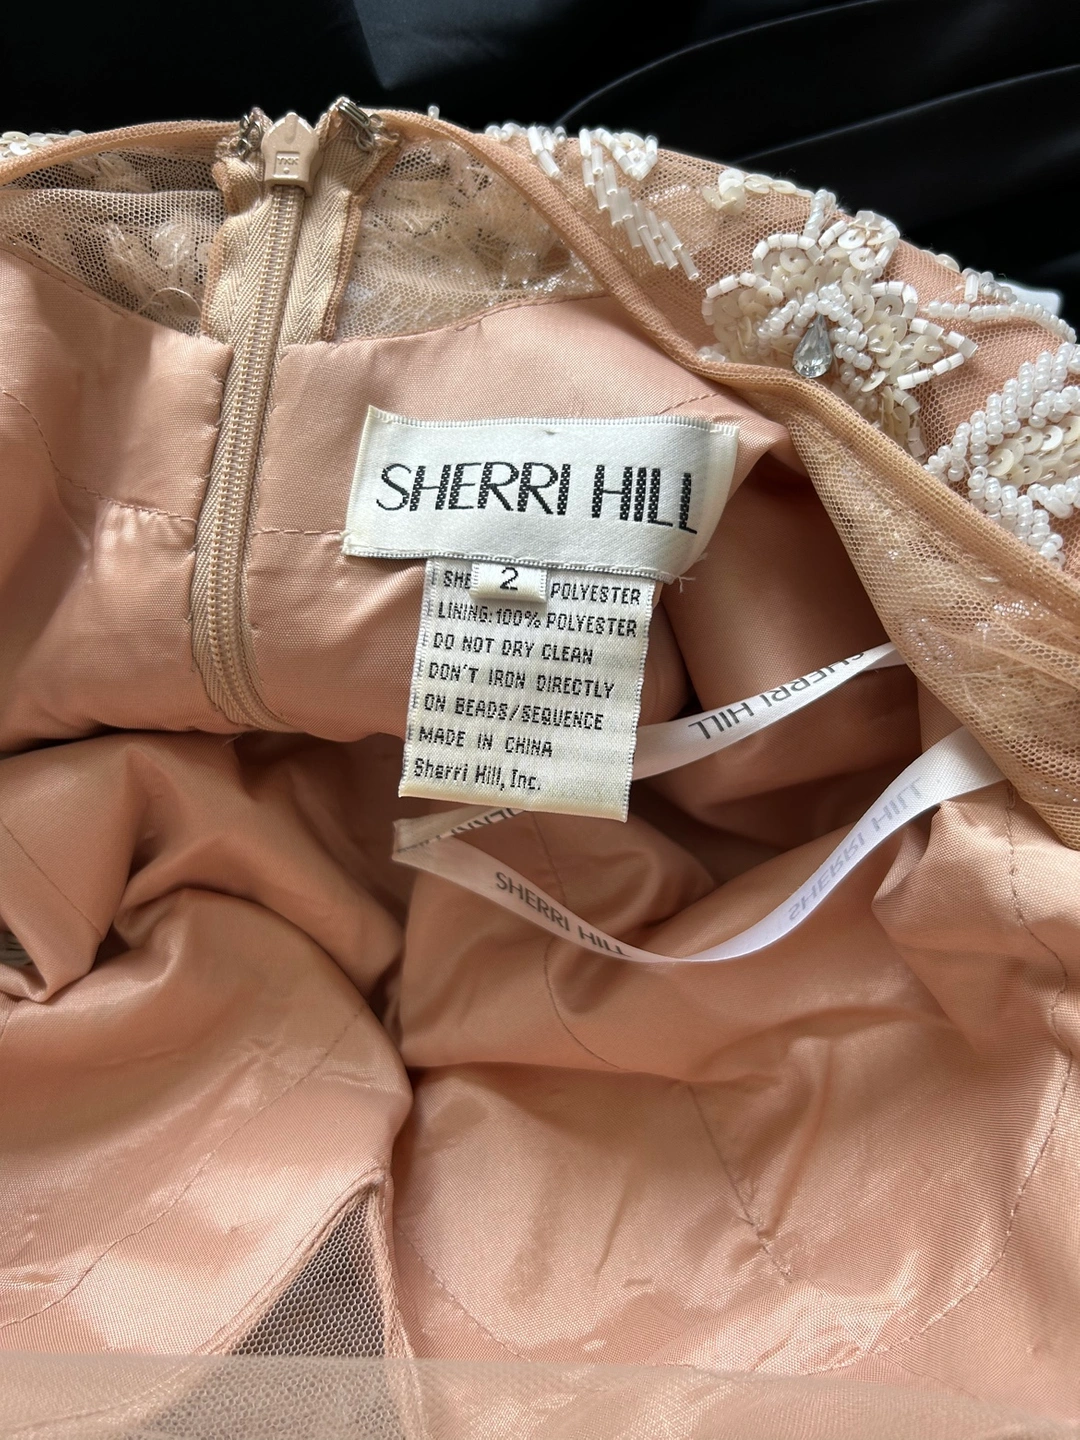 YKK
SHERRI HILL
2
POLYESTER
LINING:100% POLYESTER
DO NOT DRY CLEAN
DON'T IRON DIRECTLY
ON BEADS/SEQUENCE
MADE IN CHINA
Sherri Hill, Inc.
SHERRI HILL
SHERRI HILL
SHERRI HILL